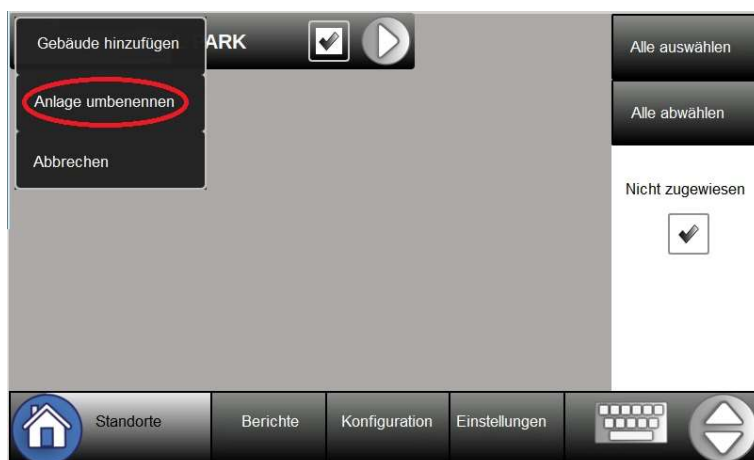 Gebäude hinzufügen
ARK
Anlage umbenennen
Abbrechen
Alle auswählen
Alle abwählen
Nicht zugewiesen
Standorte
Berichte
Konfiguration
Einstellungen